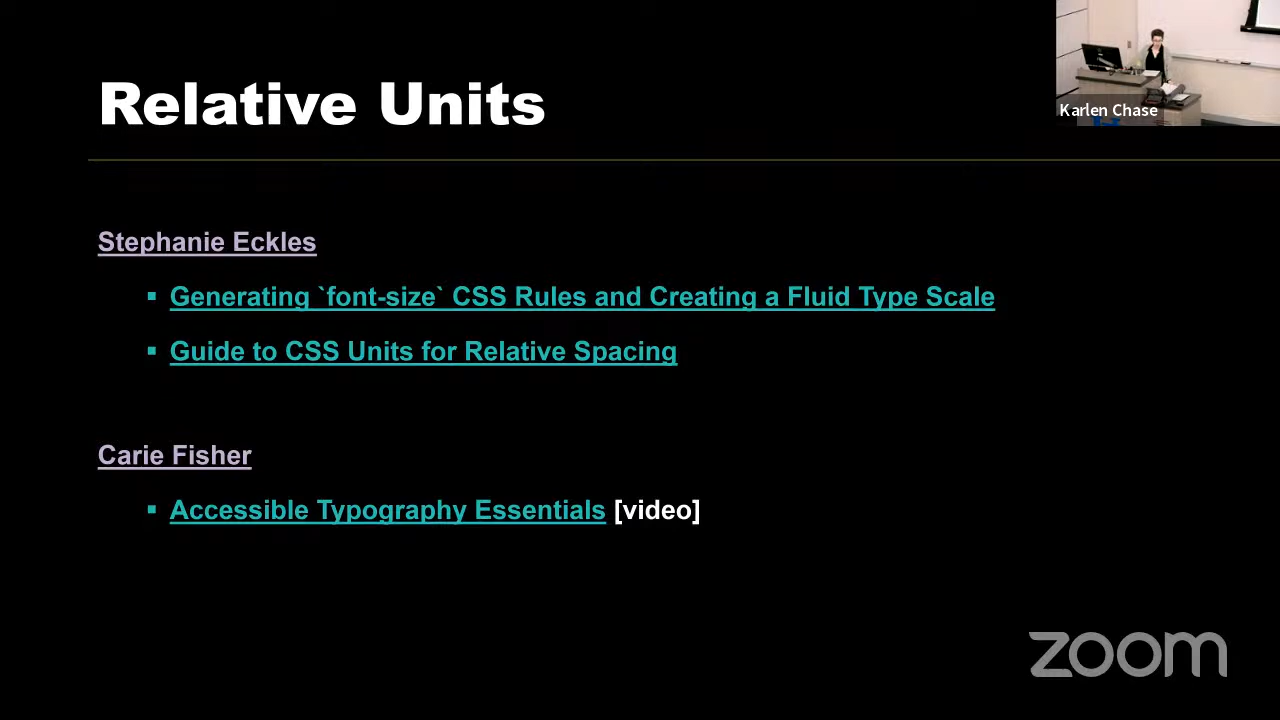 Relative Units
Karlen Chase
Stephanie Eckles
Generating `font-size` CSS Rules and Creating a Fluid Type Scale
Guide to CSS Units for Relative Spacing
Carie Fisher
Accessible Typography Essentials [video]
zoom